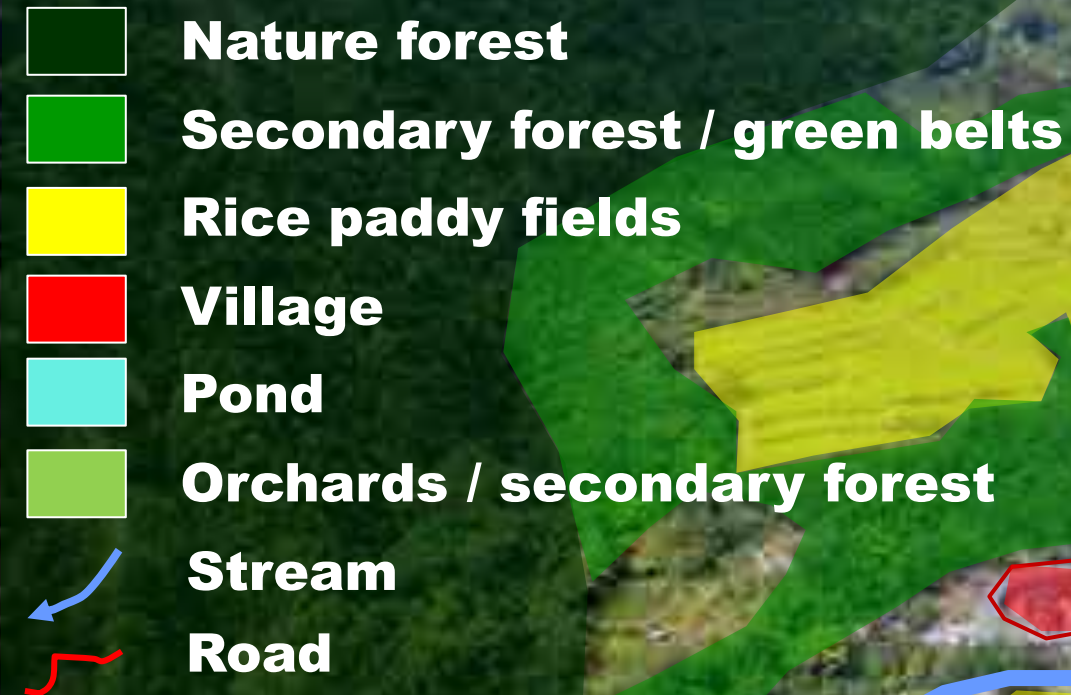 Nature forest
Secondary forest / green belts
Rice paddy fields
Village
Pond
Orchards / secondary forest
Stream
Road